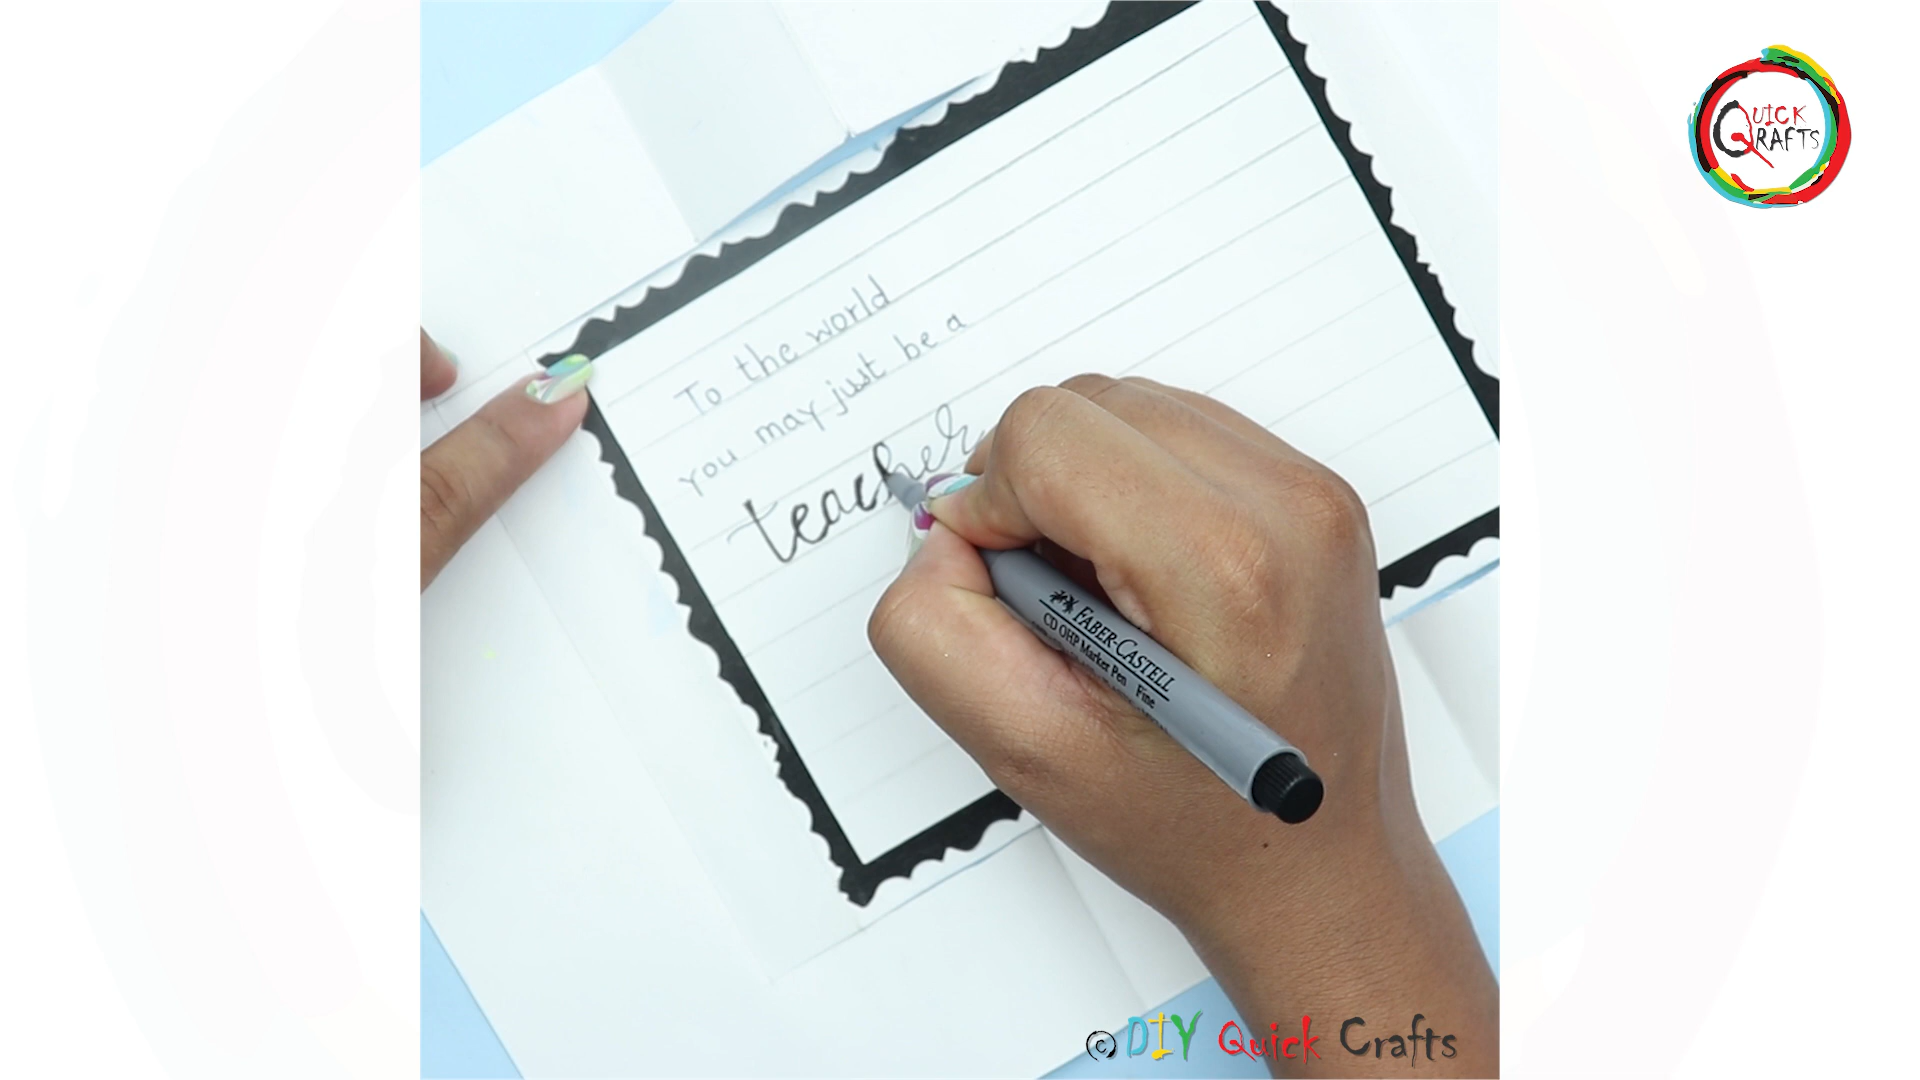 QUICK
QRAFTS
To the world
you may just be a
teacher
FABER-CASTELL
CD OHP Marker Pen Fine
© DIY Quick Crafts